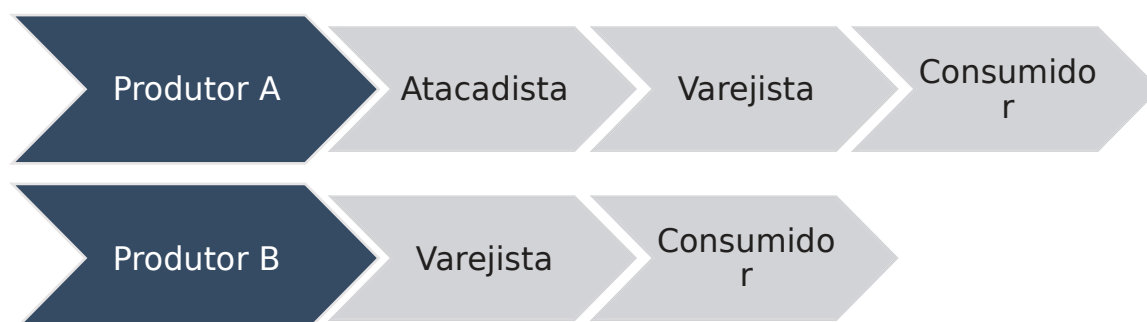 Produtor A
Atacadista
Varejista
Consumido
r
Produtor B
Varejista
Consumido
r